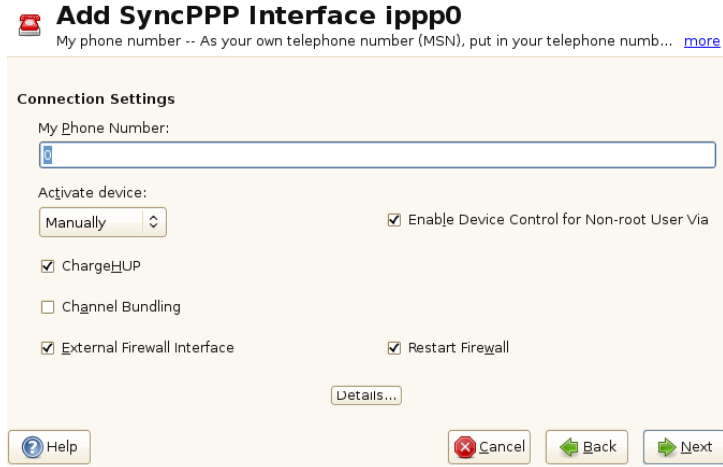 Add SyncPPP Interface ippp0
My phone number -- As your own telephone number (MSN), put in your telephone numb... more
Connection Settings
My Phone Number:
0
Activate device:
Manually
Enable Device Control for Non-root User Via
ChargeHUP
Channel Bundling
External Firewall Interface
Restart Firewall
Details...
Help
Cancel
Back
Next